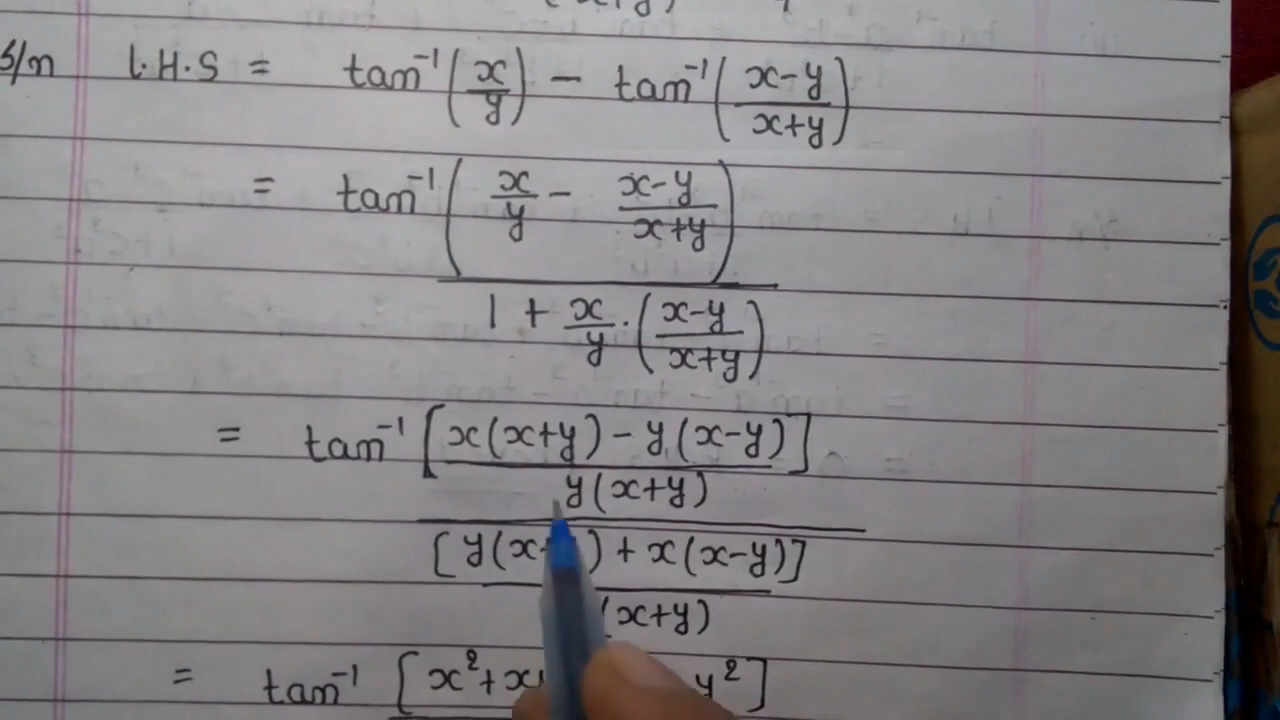 S/n L.H.S = tan⁻¹(x/y) - tan⁻¹((x-y)/(x+y))
= tan⁻¹(x/y - (x-y)/(x+y))
1 + x/y · ((x-y)/(x+y))
= tan⁻¹ [x(x+y) - y(x-y)]
y(x+y)
[y(x ) + x(x-y)]
(x+y)
= tan⁻¹ [x²+x y²]